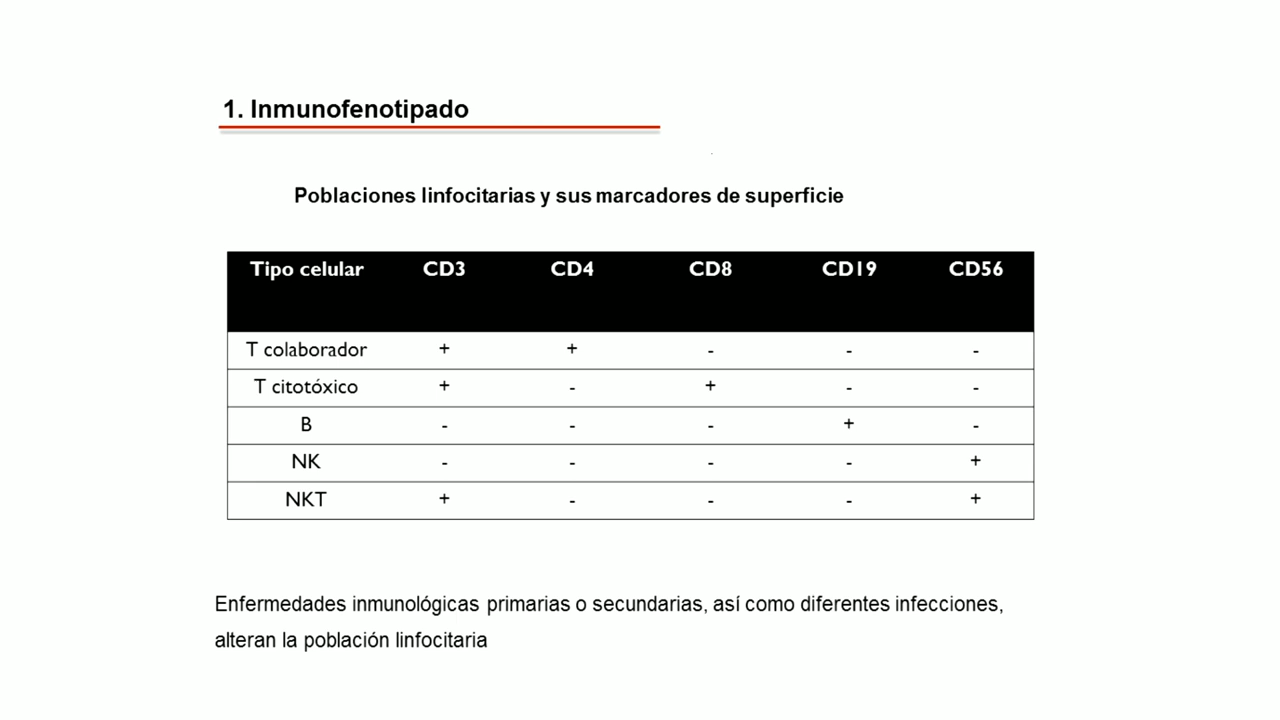 1. Inmunofenotipado
Poblaciones linfocitarias y sus marcadores de superficie
Tipo celular CD3 CD4 CD8 CD19 CD56
T colaborador + + - - -
T citotóxico + - + - -
B - - - + -
NK - - - - +
NKT + - - - +
Enfermedades inmunológicas primarias o secundarias, así como diferentes infecciones,
alteran la población linfocitaria